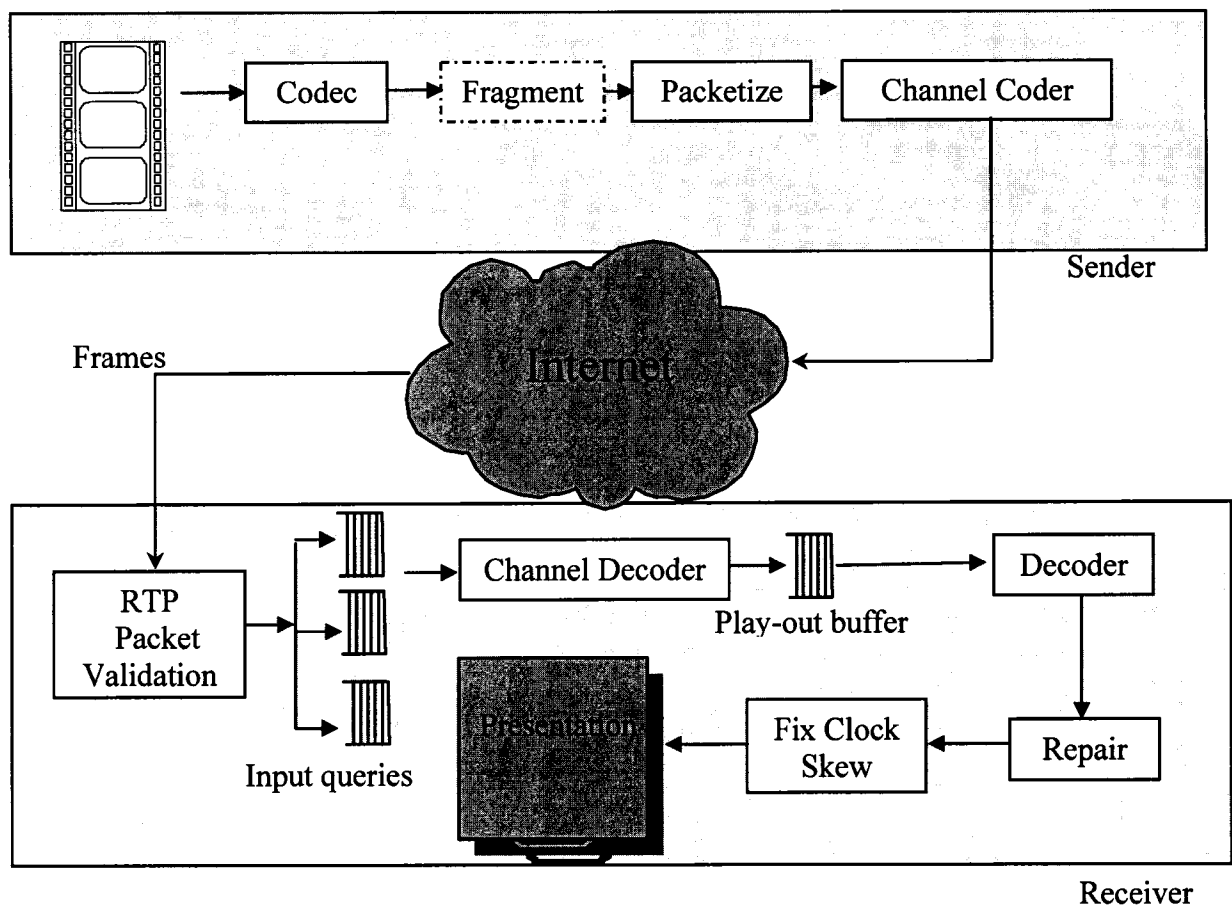 Codec
Fragment
Packetize
Channel Coder
Sender
Internet
Frames
RTP
Packet
Validation
Input queries
Channel Decoder
Play-out buffer
Decoder
Repair
Fix Clock
Skew
Presentation
Receiver